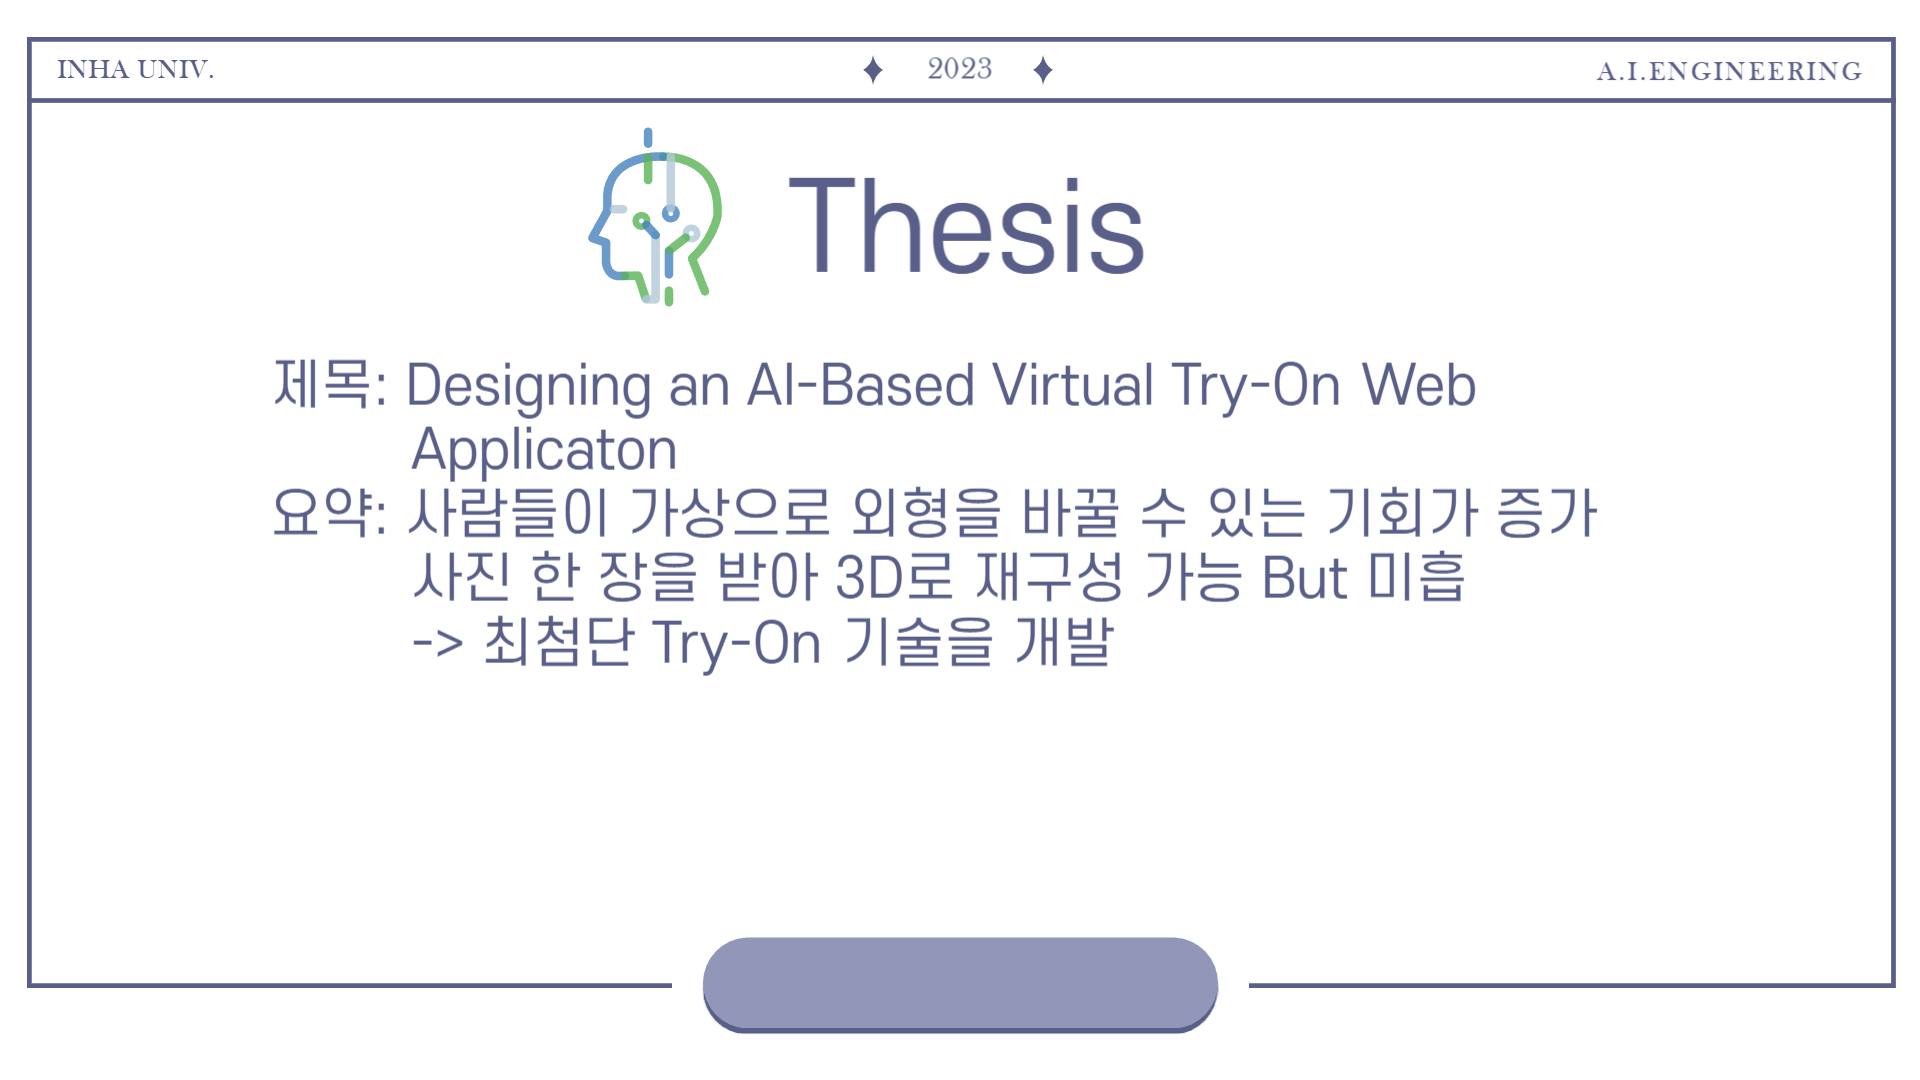 INHA UNIV.
2023
A.I.ENGINEERING
Thesis
제목: Designing an AI-Based Virtual Try-On Web
Applicaton
요약: 사람들이 가상으로 외형을 바꿀 수 있는 기회가 증가
사진 한 장을 받아 3D로 재구성 가능 But 미흡
-> 최첨단 Try-On 기술을 개발